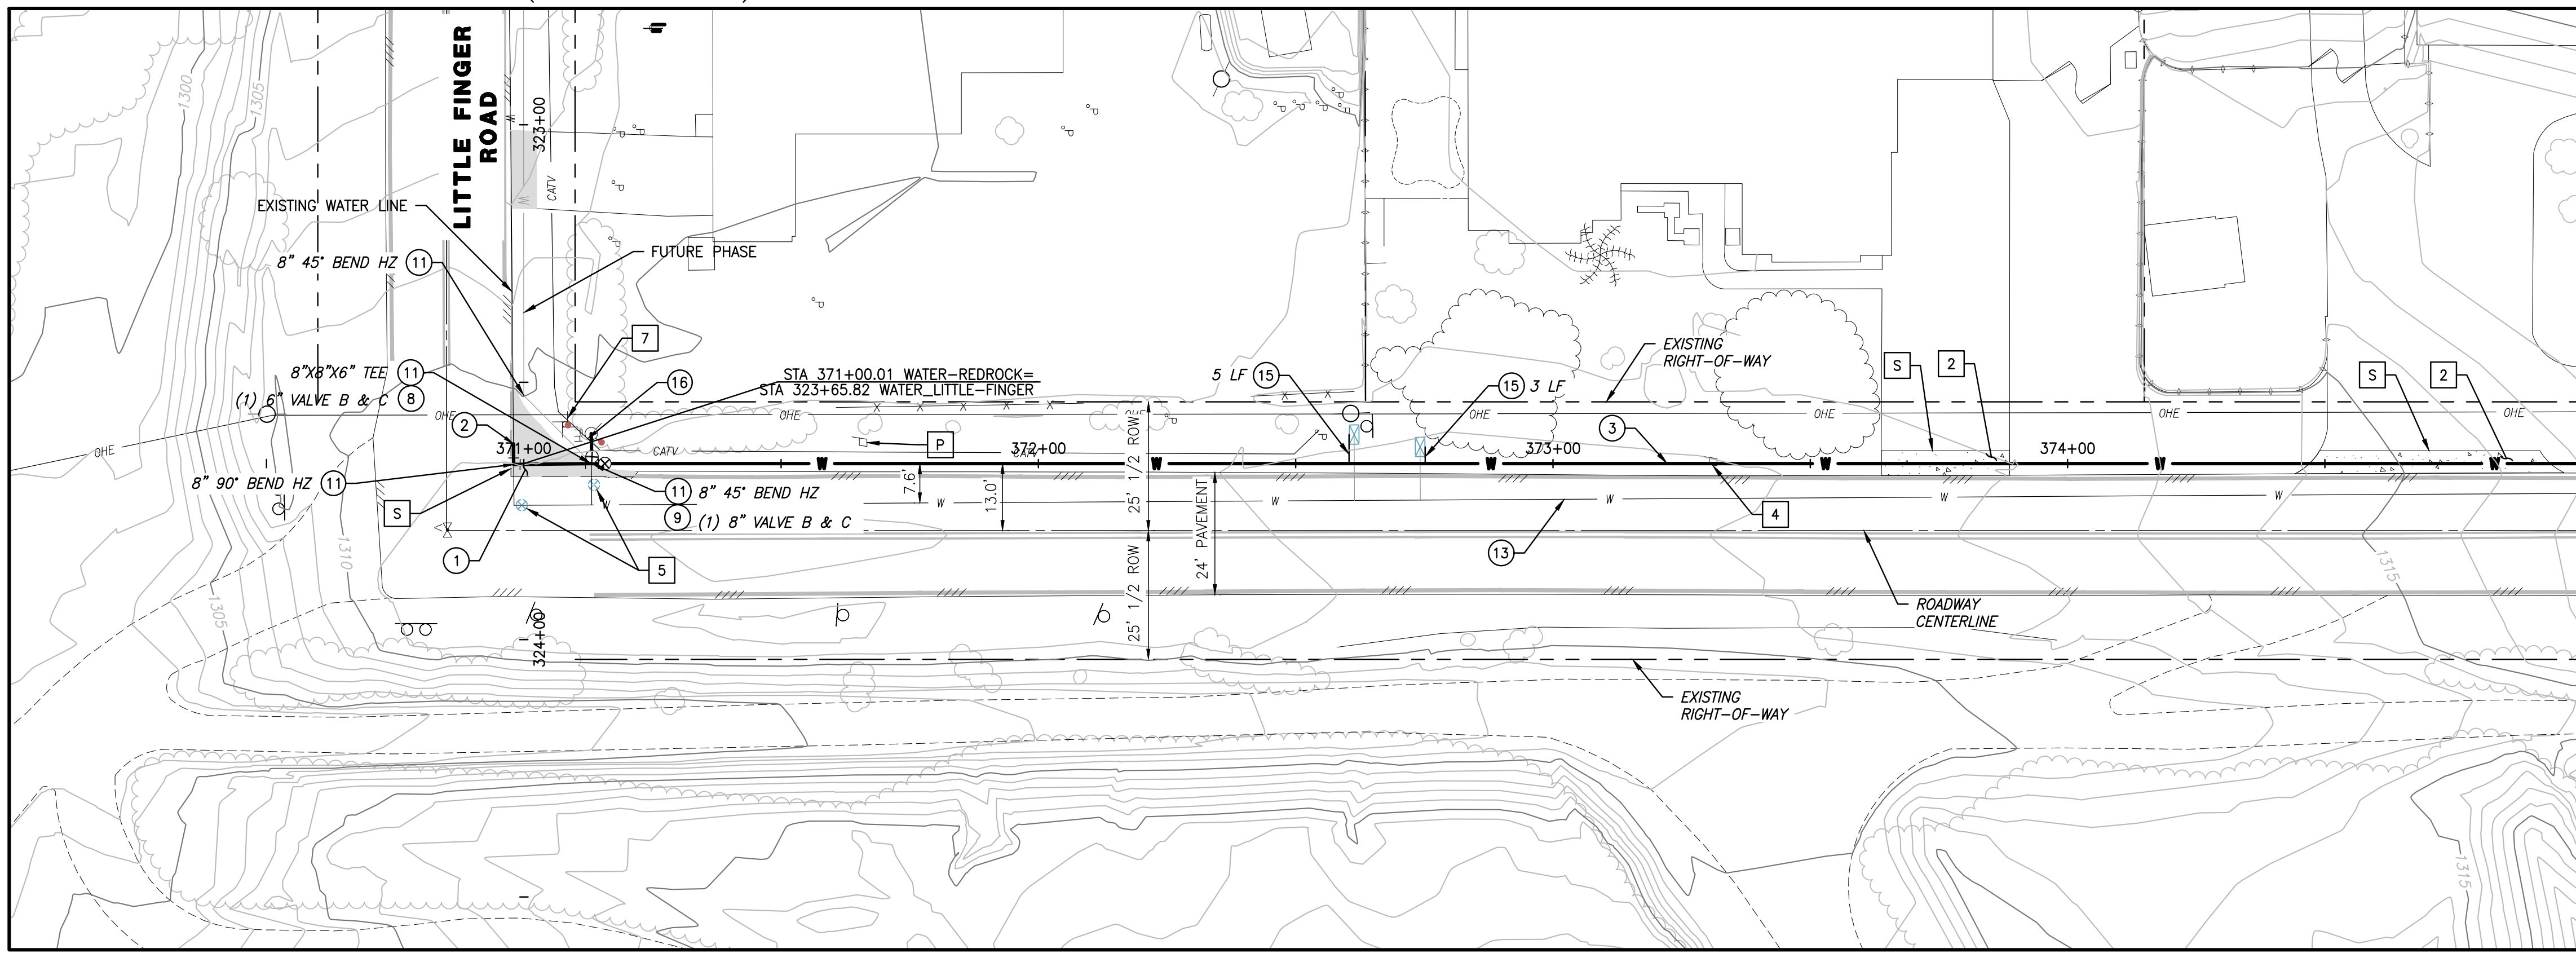 LITTLE FINGER
ROAD
323+00
1300
1305
W
CATV
W
EXISTING WATER LINE
FUTURE PHASE
8" 45° BEND HZ 11
7
8"X8"X6" TEE 11
(1) 6" VALVE B & C 8
16
STA 371+00.01 WATER-REDROCK=
STA 323+65.82 WATER_LITTLE-FINGER
5 LF 15
15 3 LF
EXISTING
RIGHT-OF-WAY
S
2
S
2
OHE
OHE
OHE
OHE
OHE
OHE
OHE
OHE
X X X X X
X X
2
3
P
371+00
CATV
CATV
372+00
373+00
374+00
W
W
W
W
W
W
8" 90° BEND HZ 11
11 8" 45° BEND HZ
9 (1) 8" VALVE B & C
S
7.6'
13.0'
25' 1/2 ROW
24' PAVEMENT
W
W
W
W
W
W
4
13
1
5
1310
1305
324+00
25' 1/2 ROW
1315
ROADWAY
CENTERLINE
EXISTING
RIGHT-OF-WAY
1315